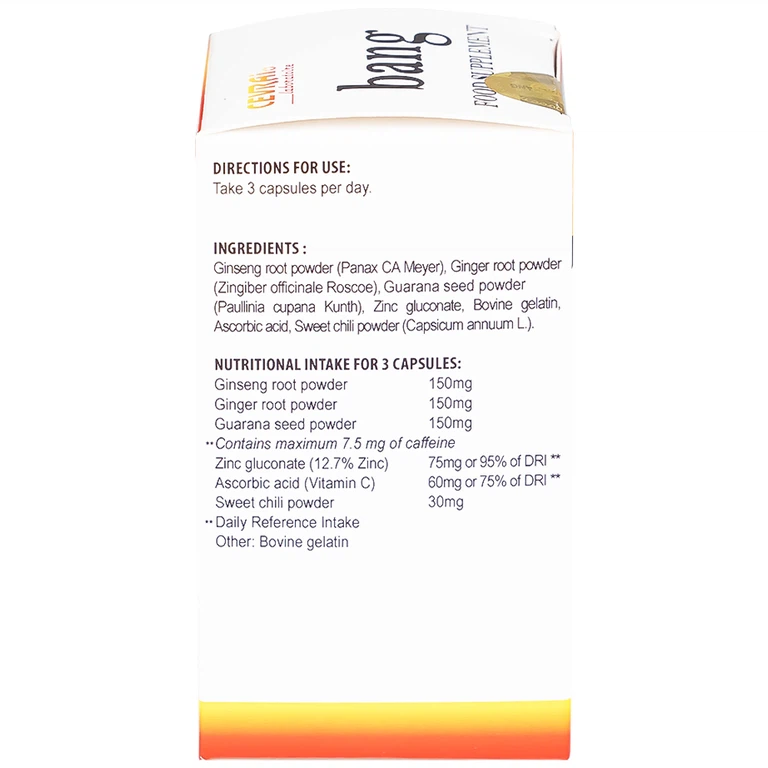 bang
FOOD SUPPLEMENT
DIRECTIONS FOR USE:
Take 3 capsules per day.
INGREDIENTS :
Ginseng root powder (Panax CA Meyer), Ginger root powder
(Zingiber officinale Roscoe), Guarana seed powder
(Paullinia cupana Kunth), Zinc gluconate, Bovine gelatin,
Ascorbic acid, Sweet chili powder (Capsicum annuum L.).
NUTRITIONAL INTAKE FOR 3 CAPSULES:
Ginseng root powder 150mg
Ginger root powder 150mg
Guarana seed powder 150mg
**Contains maximum 7.5 mg of caffeine
Zinc gluconate (12.7% Zinc) 75mg or 95% of DRI **
Ascorbic acid (Vitamin C) 60mg or 75% of DRI **
Sweet chili powder 30mg
**Daily Reference Intake
Other: Bovine gelatin